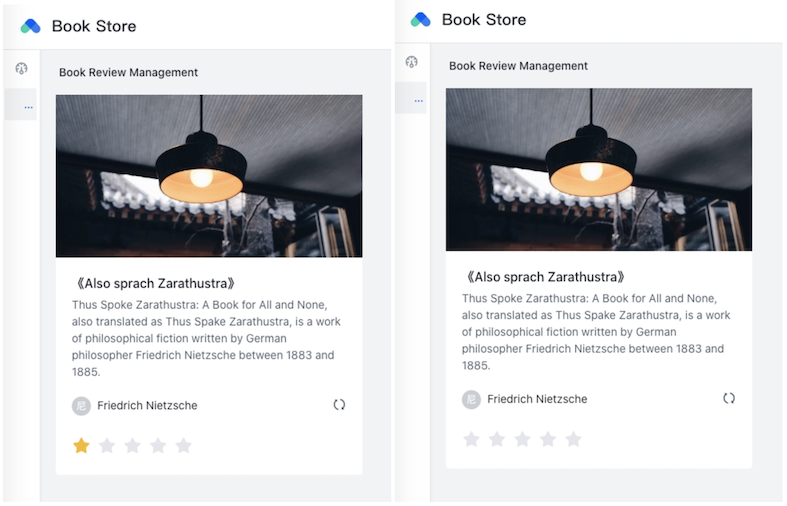 Book Store
...
Book Review Management
《Also sprach Zarathustra》
Thus Spoke Zarathustra: A Book for All and None,
also translated as Thus Spake Zarathustra, is a work
of philosophical fiction written by German
philosopher Friedrich Nietzsche between 1883 and
1885.
尼 Friedrich Nietzsche
Book Store
...
Book Review Management
《Also sprach Zarathustra》
Thus Spoke Zarathustra: A Book for All and None,
also translated as Thus Spake Zarathustra, is a work
of philosophical fiction written by German
philosopher Friedrich Nietzsche between 1883 and
1885.
尼 Friedrich Nietzsche